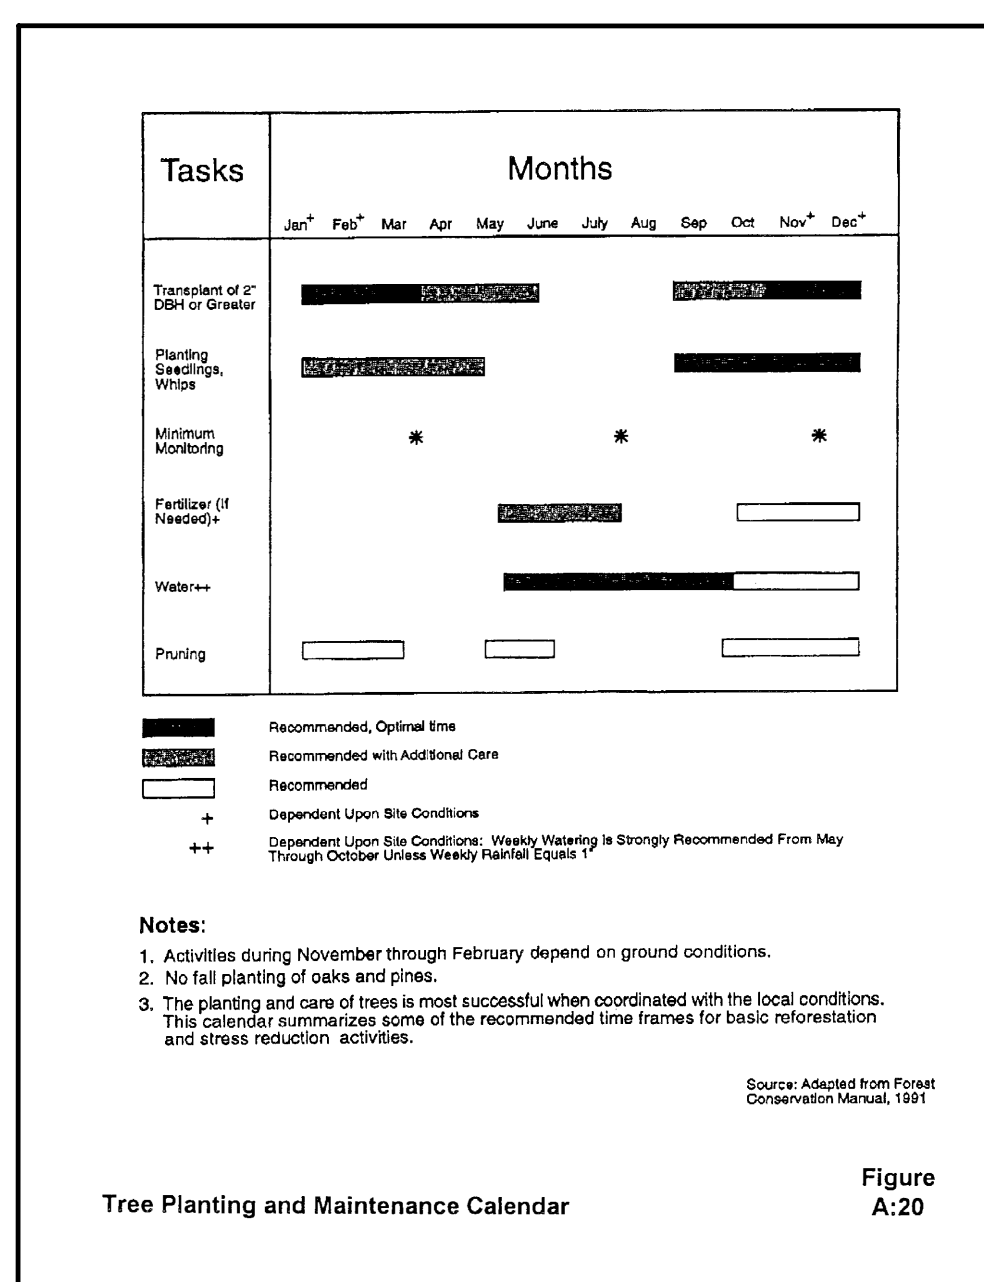 Tasks
Months
Jan+ Feb+ Mar Apr May June July Aug Sep Oct Nov+ Dec+
Transplant of 2"
DBH or Greater
Planting
Seedlings,
Whips
Minimum
Monitoring
* * *
Fertilizer (If
Needed)+
Water++
Pruning
Recommended, Optimal time
Recommended with Additional Care
Recommended
+ Dependent Upon Site Conditions
++ Dependent Upon Site Conditions: Weekly Watering is Strongly Recommended From May
Through October Unless Weekly Rainfall Equals 1"
Notes:
1. Activities during November through February depend on ground conditions.
2. No fall planting of oaks and pines.
3. The planting and care of trees is most successful when coordinated with the local conditions.
This calendar summarizes some of the recommended time frames for basic reforestation
and stress reduction activities.
Source: Adapted from Forest
Conservation Manual, 1991
Tree Planting and Maintenance Calendar
Figure
A:20